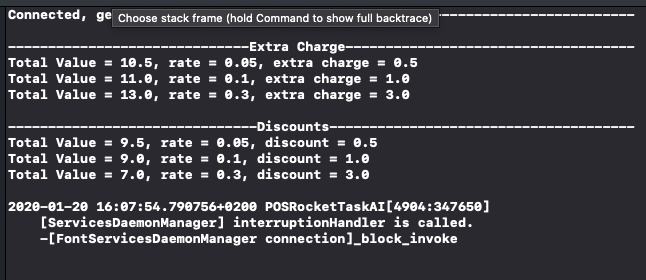 Connected, ge
Choose stack frame (hold Command to show full backtrace)
------------------------------Extra Charge------------------------------------
Total Value = 10.5, rate = 0.05, extra charge = 0.5
Total Value = 11.0, rate = 0.1, extra charge = 1.0
Total Value = 13.0, rate = 0.3, extra charge = 3.0
-------------------------------Discounts--------------------------------------
Total Value = 9.5, rate = 0.05, discount = 0.5
Total Value = 9.0, rate = 0.1, discount = 1.0
Total Value = 7.0, rate = 0.3, discount = 3.0
2020-01-20 16:07:54.790756+0200 POSRocketTaskAI[4904:347650]
[ServicesDaemonManager] interruptionHandler is called.
-[FontServicesDaemonManager connection]_block_invoke